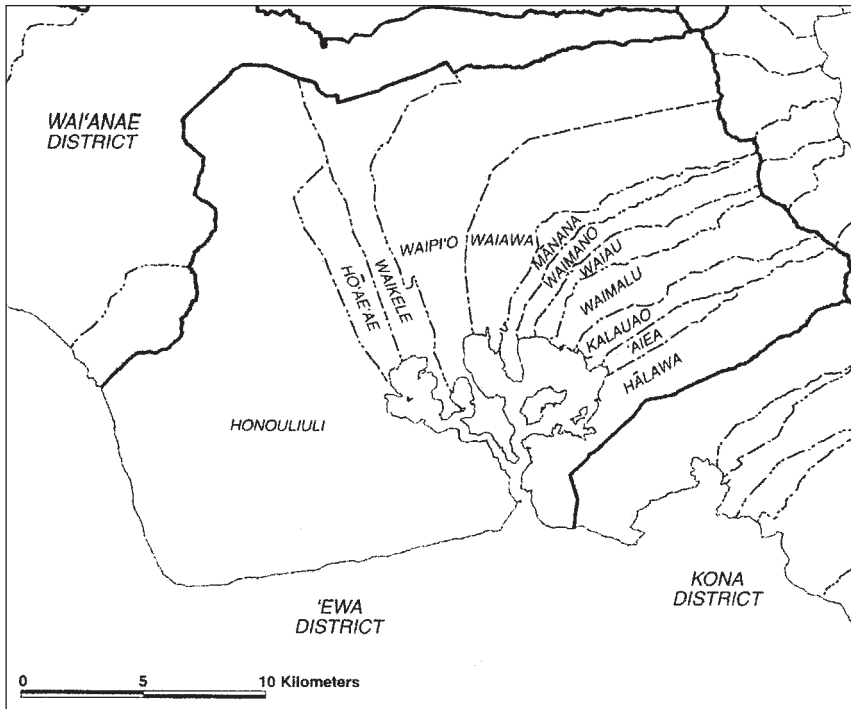 WAI'ANAE
DISTRICT
WAIPI'O
WAIAWA
MĀNANA
WAIMANO
WAIAU
WAIMALU
HŌ'AE'AE
WAIKELE
KALAUAO
AIEA
HĀLAWA
HONOULIULI
'EWA
DISTRICT
KONA
DISTRICT
0 5 10 Kilometers